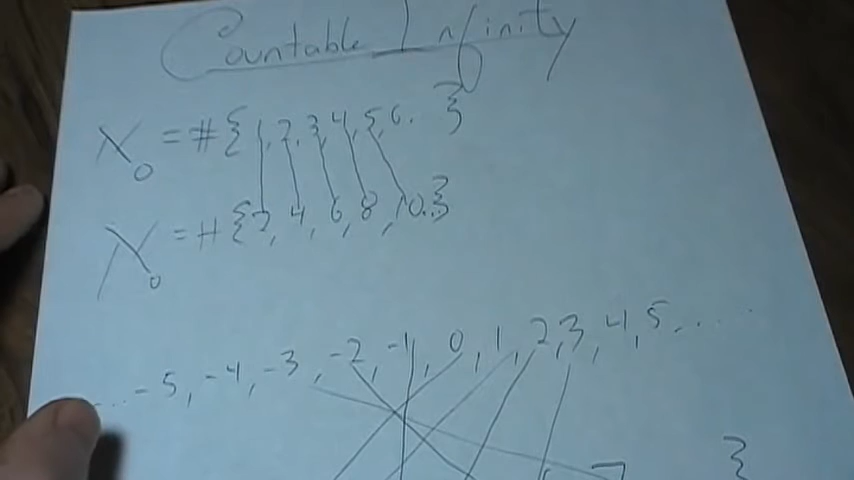 Countable Infinity
ℵ₀ = #{1, 2, 3, 4, 5, 6. }
ℵ₀ = #{2, 4, 6, 8, 10..}
... -5, -4, -3, -2, -1, 0, 1, 2, 3, 4, 5, ....
7 }